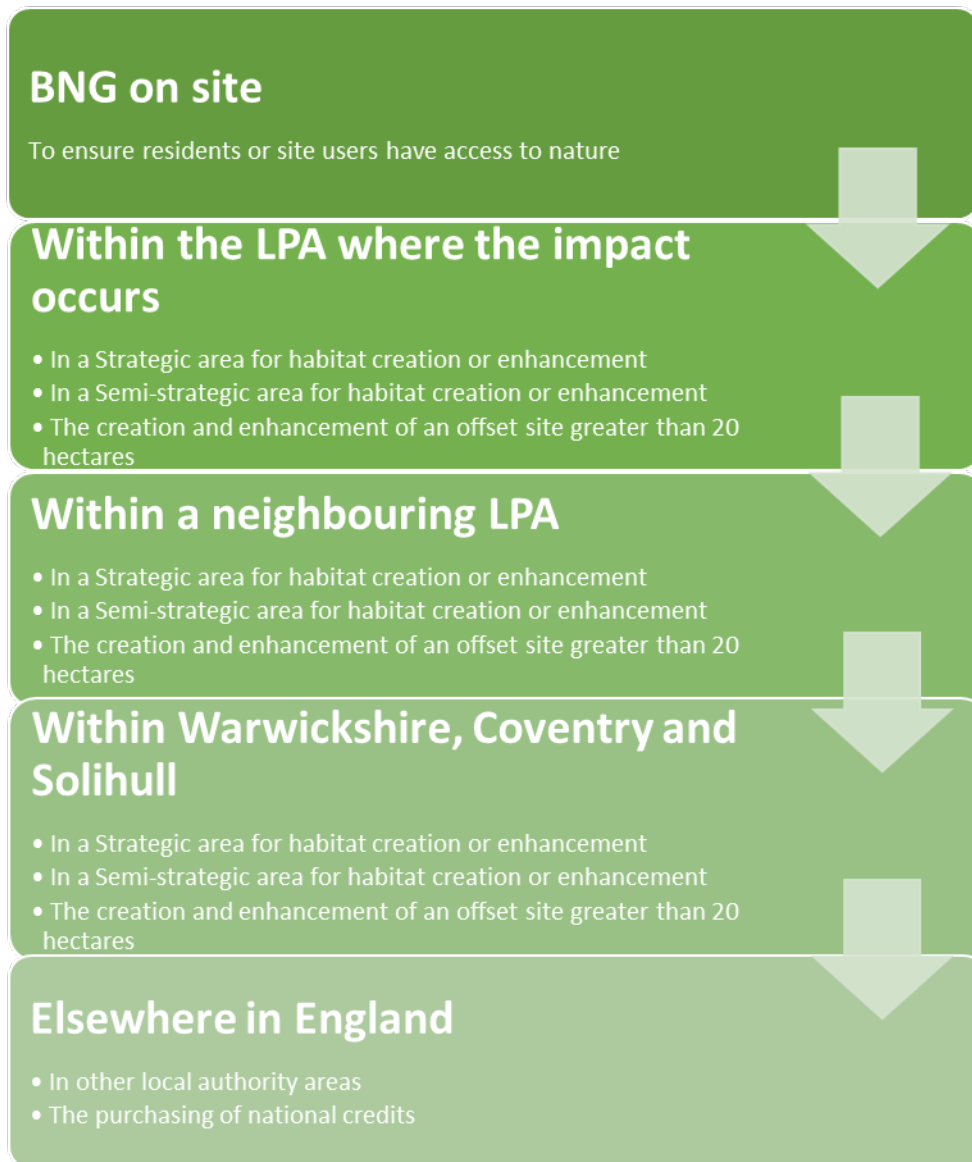 BNG on site
To ensure residents or site users have access to nature
Within the LPA where the impact
occurs
• In a Strategic area for habitat creation or enhancement
• In a Semi-strategic area for habitat creation or enhancement
• The creation and enhancement of an offset site greater than 20
hectares
Within a neighbouring LPA
• In a Strategic area for habitat creation or enhancement
• In a Semi-strategic area for habitat creation or enhancement
• The creation and enhancement of an offset site greater than 20
hectares
Within Warwickshire, Coventry and
Solihull
• In a Strategic area for habitat creation or enhancement
• In a Semi-strategic area for habitat creation or enhancement
• The creation and enhancement of an offset site greater than 20
hectares
Elsewhere in England
• In other local authority areas
• The purchasing of national credits